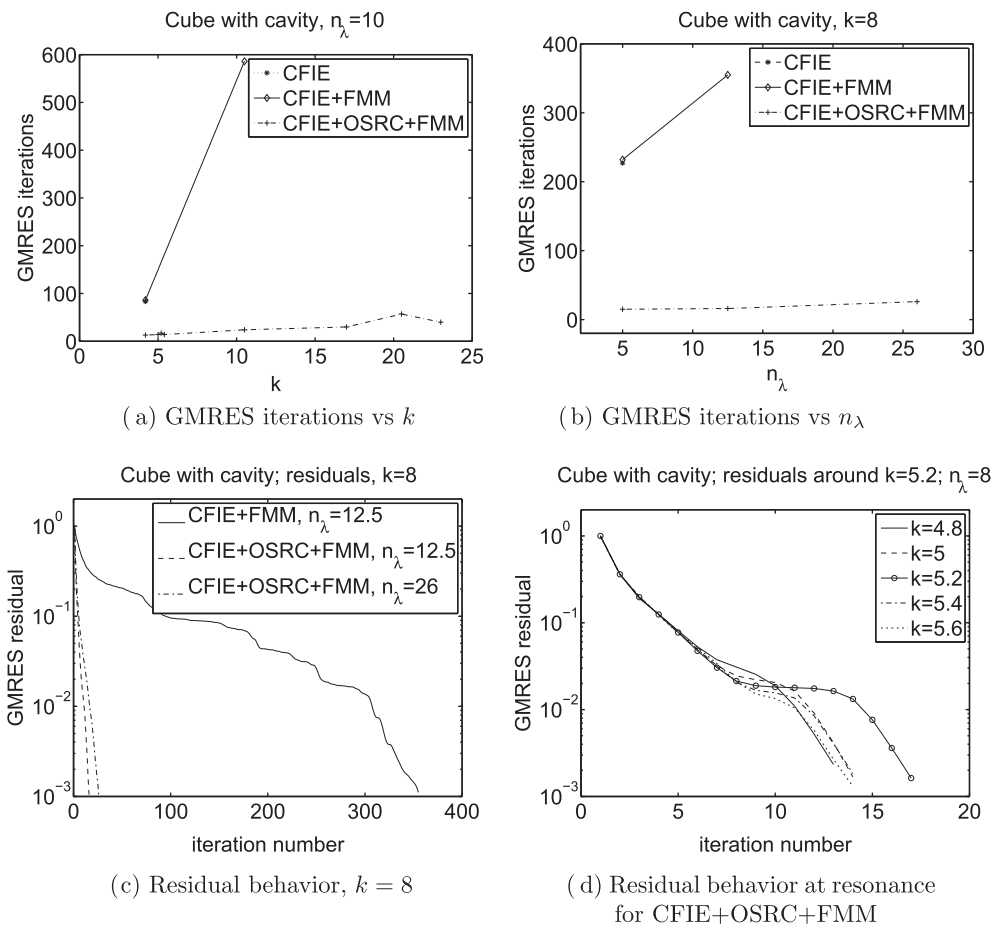 Cube with cavity, nλ=10
600
500
400
300
200
100
0
GMRES iterations
CFIE
CFIE+FMM
CFIE+OSRC+FMM
0 5 10 15 20 25
k
(a) GMRES iterations vs k
Cube with cavity, k=8
400
300
200
100
0
GMRES iterations
CFIE
CFIE+FMM
CFIE+OSRC+FMM
5 10 15 20 25 30
nλ
(b) GMRES iterations vs nλ
Cube with cavity; residuals, k=8
10^0
10^-1
10^-2
10^-3
GMRES residual
CFIE+FMM, nλ=12.5
CFIE+OSRC+FMM, nλ=12.5
CFIE+OSRC+FMM, nλ=26
0 100 200 300 400
iteration number
(c) Residual behavior, k = 8
Cube with cavity; residuals around k=5.2; nλ=8
10^0
10^-1
10^-2
10^-3
GMRES residual
k=4.8
k=5
k=5.2
k=5.4
k=5.6
0 5 10 15 20
iteration number
(d) Residual behavior at resonance
for CFIE+OSRC+FMM